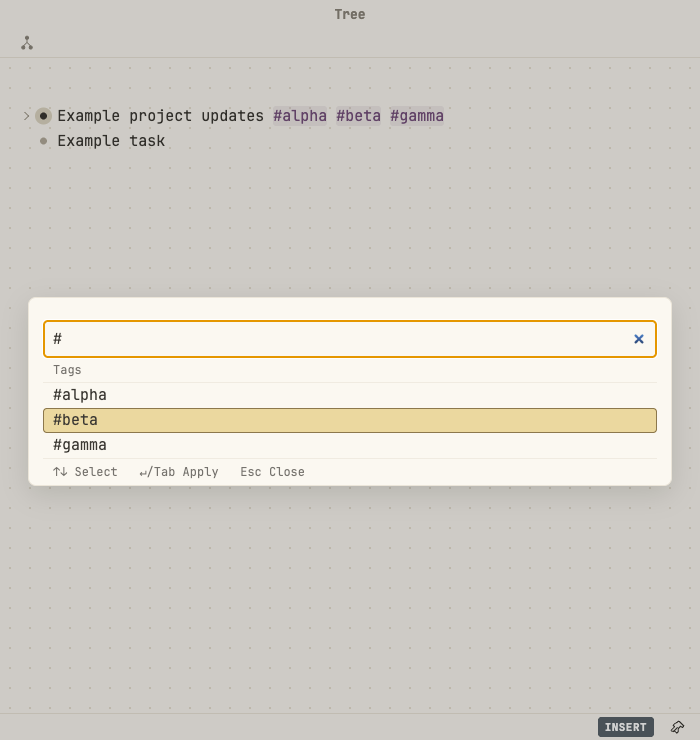 Tree
Example project updates #alpha #beta #gamma
Example task
#
Tags
#alpha
#beta
#gamma
↑↓ Select ↵/Tab Apply Esc Close
INSERT